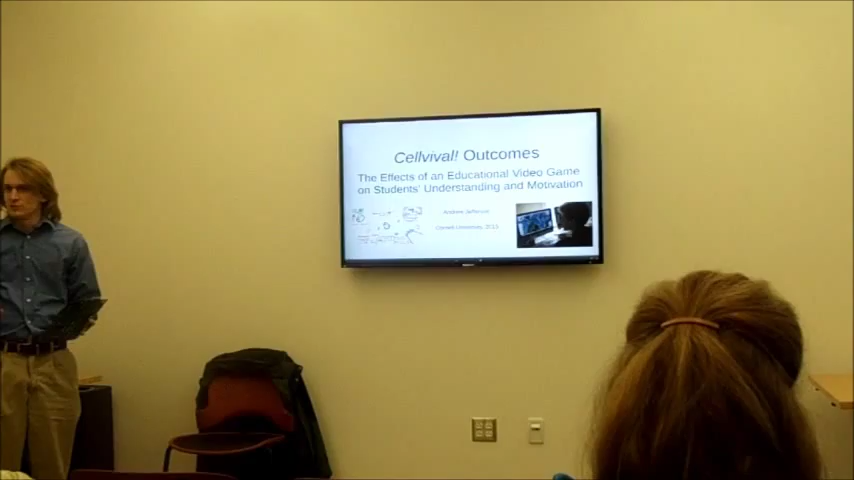 Cellvival! Outcomes
The Effects of an Educational Video Game
on Students' Understanding and Motivation
Andrew Jefferson
Cornell University, 2013